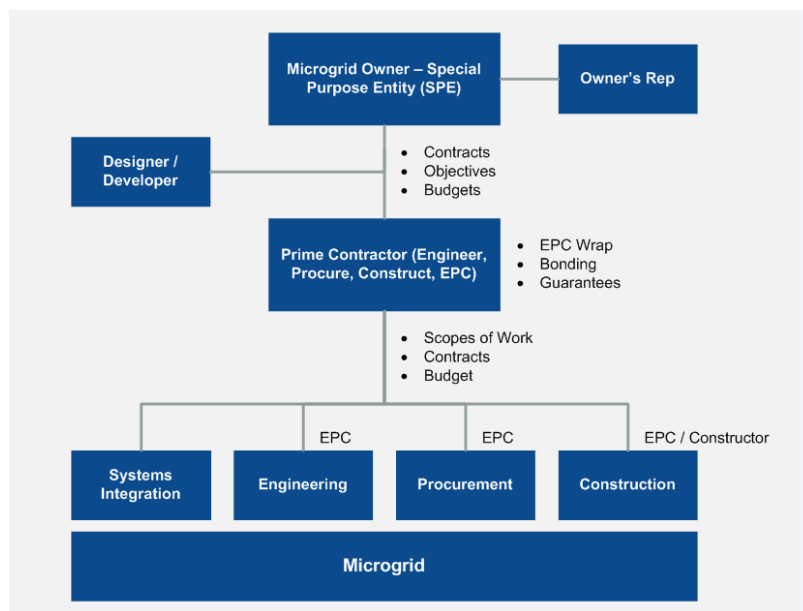 Microgrid Owner – Special
Purpose Entity (SPE)
Owner's Rep
Designer /
Developer
• Contracts
• Objectives
• Budgets
Prime Contractor (Engineer,
Procure, Construct, EPC)
• EPC Wrap
• Bonding
• Guarantees
• Scopes of Work
• Contracts
• Budget
EPC
EPC
EPC / Constructor
Systems
Integration
Engineering
Procurement
Construction
Microgrid